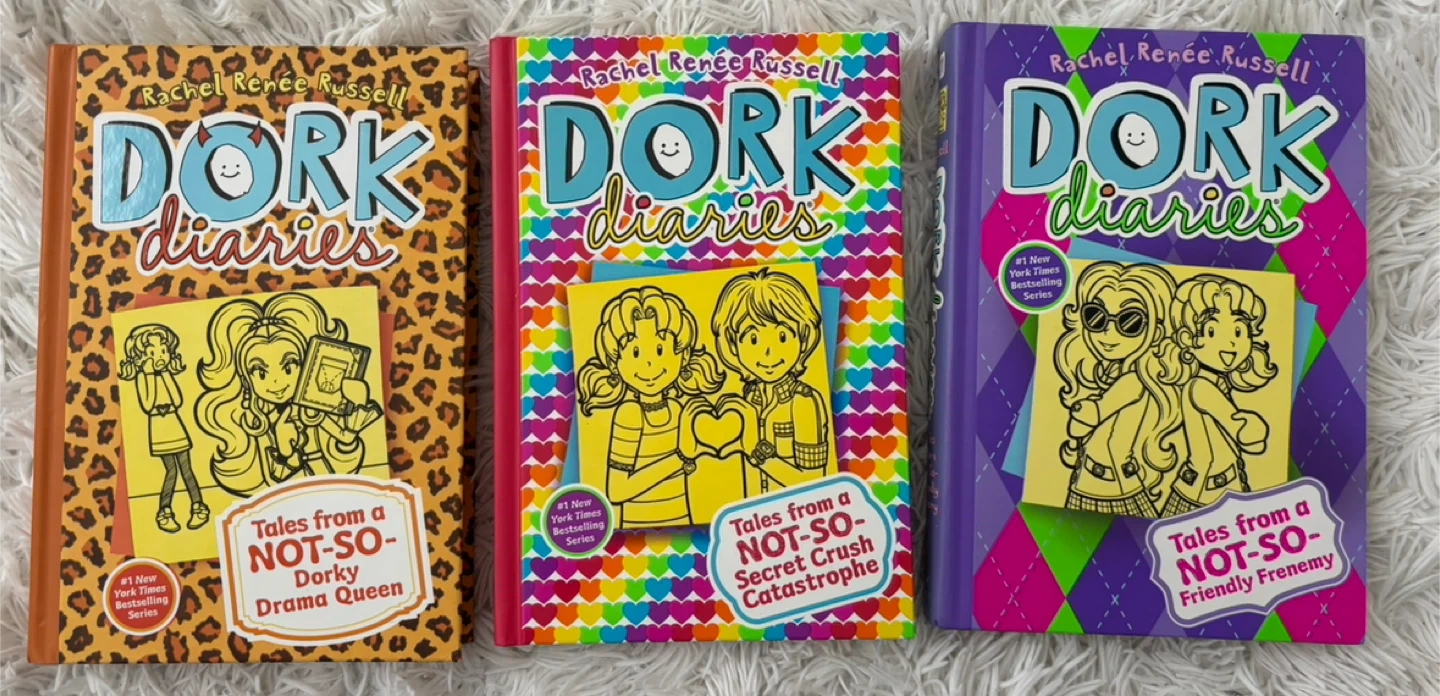 Rachel Renée Russell
DORK
diaries®
Tales from a
NOT-SO-
Dorky
Drama Queen
#1 New
York Times
Bestselling
Series
Rachel Renée Russell
DORK
diaries®
#1 New
York Times
Bestselling
Series
Tales from a
NOT-SO-
Secret Crush
Catastrophe
Rachel Renée Russell
DORK
diaries®
#1 New
York Times
Bestselling
Series
Tales from a
NOT-SO-
Friendly Frenemy